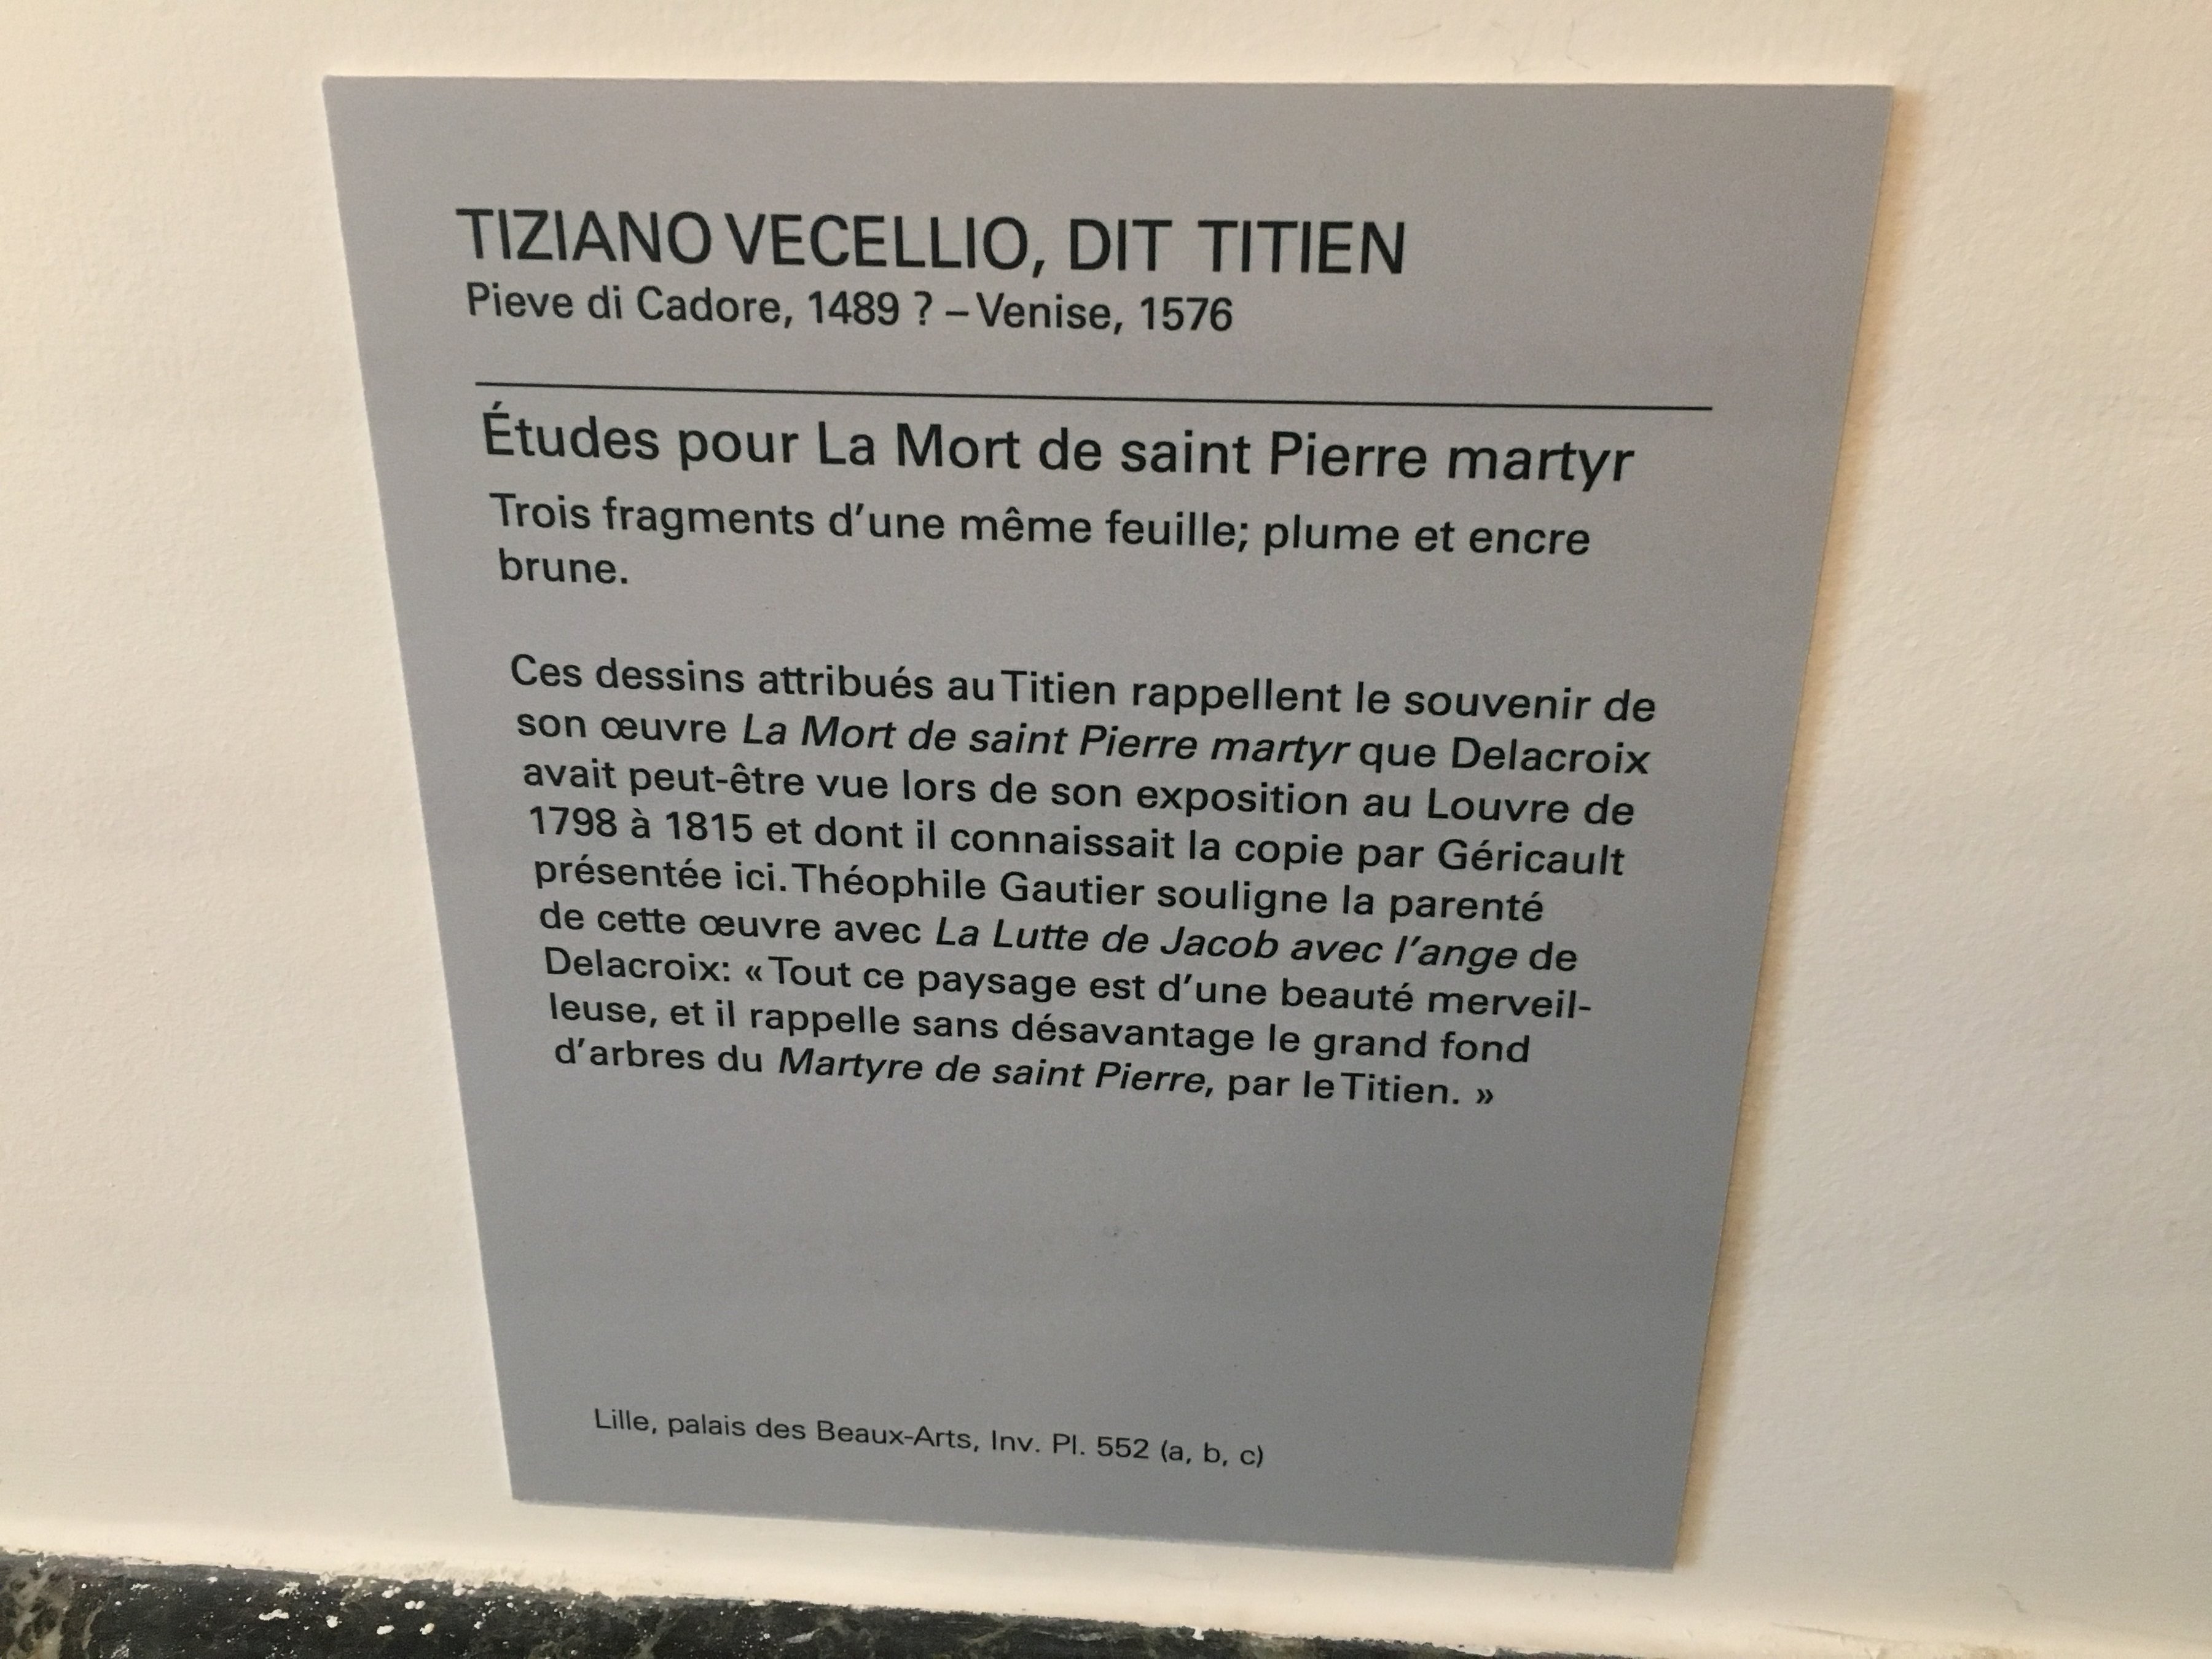 TIZIANO VECELLIO, DIT TITIEN
Pieve di Cadore, 1489 ? – Venise, 1576
Études pour La Mort de saint Pierre martyr
Trois fragments d'une même feuille; plume et encre
brune.
Ces dessins attribués au Titien rappellent le souvenir de
son œuvre La Mort de saint Pierre martyr que Delacroix
avait peut-être vue lors de son exposition au Louvre de
1798 à 1815 et dont il connaissait la copie par Géricault
présentée ici. Théophile Gautier souligne la parenté
de cette œuvre avec La Lutte de Jacob avec l'ange de
Delacroix: « Tout ce paysage est d'une beauté merveil-
leuse, et il rappelle sans désavantage le grand fond
d'arbres du Martyre de saint Pierre, par le Titien. »
Lille, palais des Beaux-Arts, Inv. Pl. 552 (a, b, c)